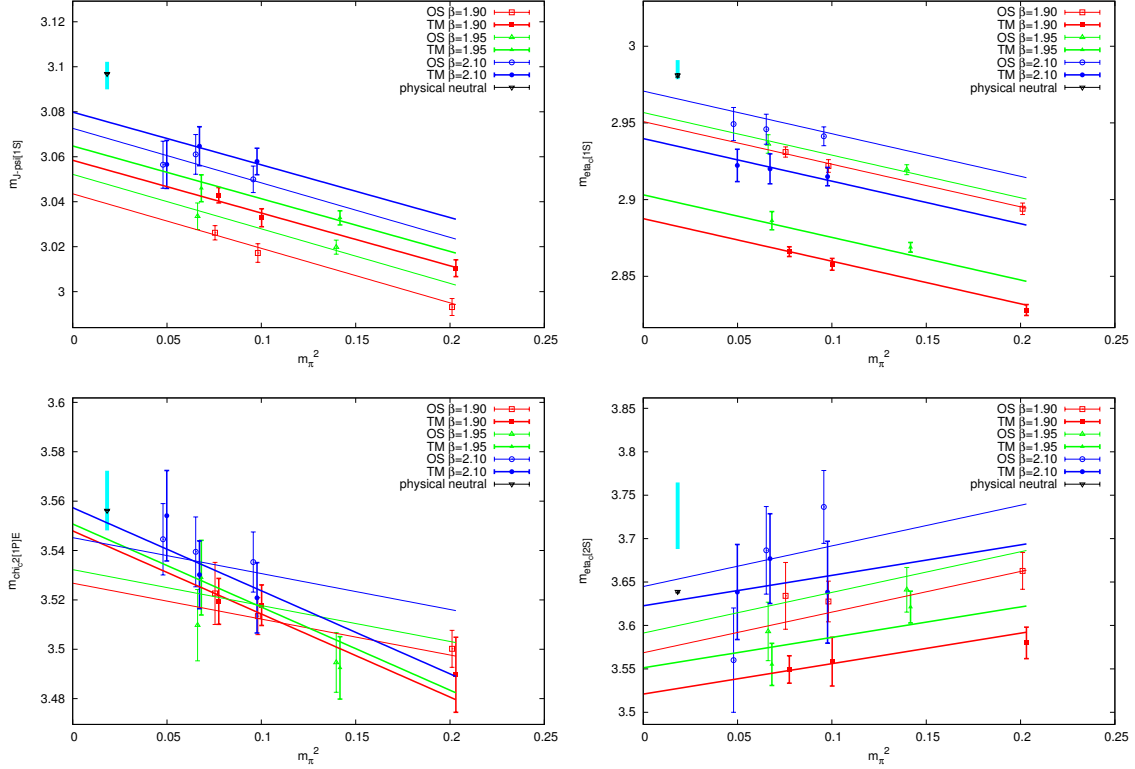 3.12
3.1
3.08
3.06
3.04
3.02
3
0
0.05
0.1
0.15
0.2
0.25
m_J-psi[1S]
m_π^2
OS β=1.90
TM β=1.90
OS β=1.95
TM β=1.95
OS β=2.10
TM β=2.10
physical neutral
3
2.95
2.9
2.85
0
0.05
0.1
0.15
0.2
0.25
m_eta_c[1S]
m_π^2
OS β=1.90
TM β=1.90
OS β=1.95
TM β=1.95
OS β=2.10
TM β=2.10
physical neutral
3.6
3.58
3.56
3.54
3.52
3.5
3.48
0
0.05
0.1
0.15
0.2
0.25
m_chi_c2[1P]E
m_π^2
OS β=1.90
TM β=1.90
OS β=1.95
TM β=1.95
OS β=2.10
TM β=2.10
physical neutral
3.85
3.8
3.75
3.7
3.65
3.6
3.55
3.5
0
0.05
0.1
0.15
0.2
0.25
m_eta_c[2S]
m_π^2
OS β=1.90
TM β=1.90
OS β=1.95
TM β=1.95
OS β=2.10
TM β=2.10
physical neutral